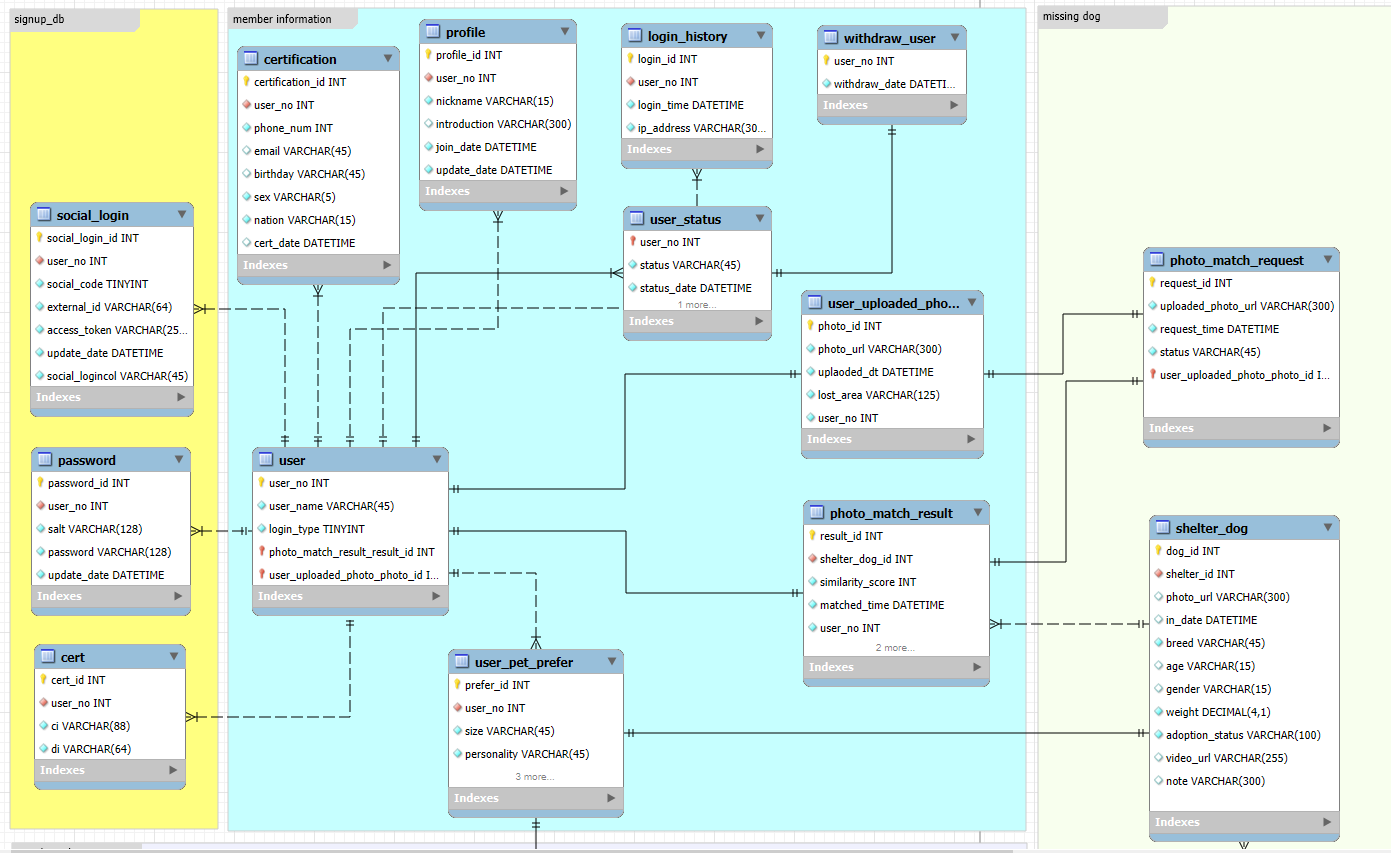 signup_db
social_login
social_login_id INT
user_no INT
social_code TINYINT
external_id VARCHAR(64)
access_token VARCHAR(25...
update_date DATETIME
social_logincol VARCHAR(45)
Indexes
password
password_id INT
user_no INT
salt VARCHAR(128)
password VARCHAR(128)
update_date DATETIME
Indexes
cert
cert_id INT
user_no INT
ci VARCHAR(88)
di VARCHAR(64)
Indexes
member information
certification
certification_id INT
user_no INT
phone_num INT
email VARCHAR(45)
birthday VARCHAR(45)
sex VARCHAR(5)
nation VARCHAR(15)
cert_date DATETIME
Indexes
profile
profile_id INT
user_no INT
nickname VARCHAR(15)
introduction VARCHAR(300)
join_date DATETIME
update_date DATETIME
Indexes
login_history
login_id INT
user_no INT
login_time DATETIME
ip_address VARCHAR(30...
Indexes
withdraw_user
user_no INT
withdraw_date DATETI...
Indexes
user_status
user_no INT
status VARCHAR(45)
status_date DATETIME
1 more...
Indexes
user_uploaded_pho...
photo_id INT
photo_url VARCHAR(300)
uplaoded_dt DATETIME
lost_area VARCHAR(125)
user_no INT
Indexes
user
user_no INT
user_name VARCHAR(45)
login_type TINYINT
photo_match_result_result_id INT
user_uploaded_photo_photo_id I...
Indexes
photo_match_result
result_id INT
shelter_dog_id INT
similarity_score INT
matched_time DATETIME
user_no INT
2 more...
Indexes
user_pet_prefer
prefer_id INT
user_no INT
size VARCHAR(45)
personality VARCHAR(45)
3 more...
Indexes
missing dog
photo_match_request
request_id INT
uploaded_photo_url VARCHAR(300)
request_time DATETIME
status VARCHAR(45)
user_uploaded_photo_photo_id I...
Indexes
shelter_dog
dog_id INT
shelter_id INT
photo_url VARCHAR(300)
in_date DATETIME
breed VARCHAR(45)
age VARCHAR(15)
gender VARCHAR(15)
weight DECIMAL(4,1)
adoption_status VARCHAR(100)
video_url VARCHAR(255)
note VARCHAR(300)
Indexes